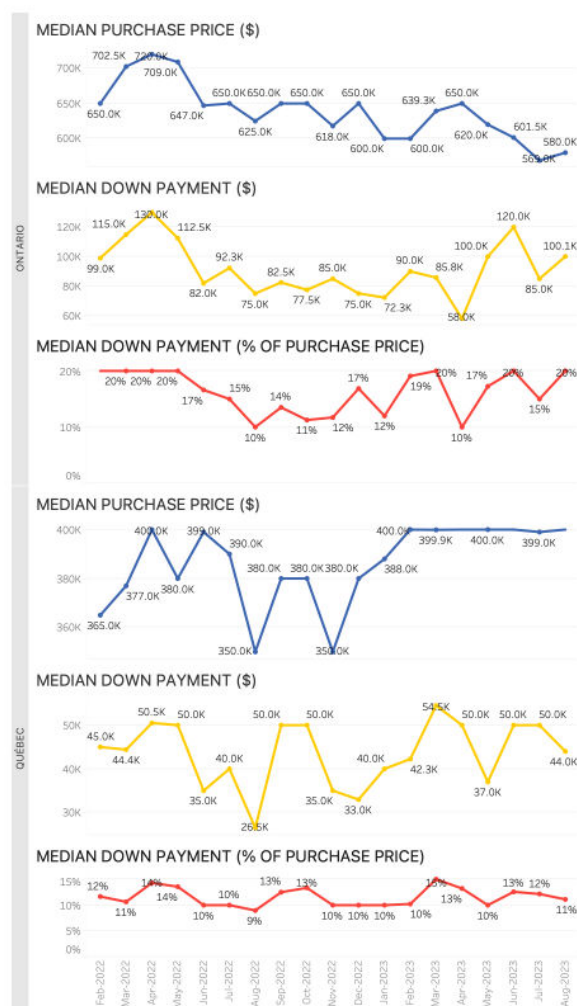 MEDIAN PURCHASE PRICE ($)
700K
650K
600K
650.0K 702.5K 720.0K 709.0K 647.0K 650.0K 625.0K 650.0K 650.0K 618.0K 650.0K 600.0K 600.0K 639.3K 650.0K 620.0K 601.5K 569.0K 580.0K
ONTARIO
MEDIAN DOWN PAYMENT ($)
120K
100K
80K
60K
99.0K 115.0K 130.0K 112.5K 82.0K 92.3K 75.0K 82.5K 77.5K 85.0K 75.0K 72.3K 90.0K 85.8K 58.0K 100.0K 120.0K 85.0K 100.1K
MEDIAN DOWN PAYMENT (% OF PURCHASE PRICE)
20%
10%
0%
20% 20% 20% 17% 15% 10% 14% 11% 12% 17% 12% 19% 20% 10% 17% 20% 15% 20%
MEDIAN PURCHASE PRICE ($)
400K
380K
360K
365.0K 377.0K 400.0K 380.0K 399.0K 390.0K 350.0K 380.0K 380.0K 350.0K 380.0K 388.0K 400.0K 399.9K 400.0K 399.0K
QUÉBEC
MEDIAN DOWN PAYMENT ($)
50K
40K
30K
45.0K 44.4K 50.5K 50.0K 35.0K 40.0K 26.5K 50.0K 50.0K 35.0K 33.0K 40.0K 42.3K 54.5K 50.0K 37.0K 50.0K 50.0K 44.0K
MEDIAN DOWN PAYMENT (% OF PURCHASE PRICE)
15%
10%
5%
0%
12% 11% 14% 14% 10% 10% 9% 13% 13% 10% 10% 10% 10% 15% 13% 10% 13% 12% 11%
Feb-2022
Mar-2022
Apr-2022
May-2022
Jun-2022
Jul-2022
Aug-2022
Sep-2022
Oct-2022
Nov-2022
Dec-2022
Jan-2023
Feb-2023
Mar-2023
Apr-2023
May-2023
Jun-2023
Jul-2023
Aug-2023